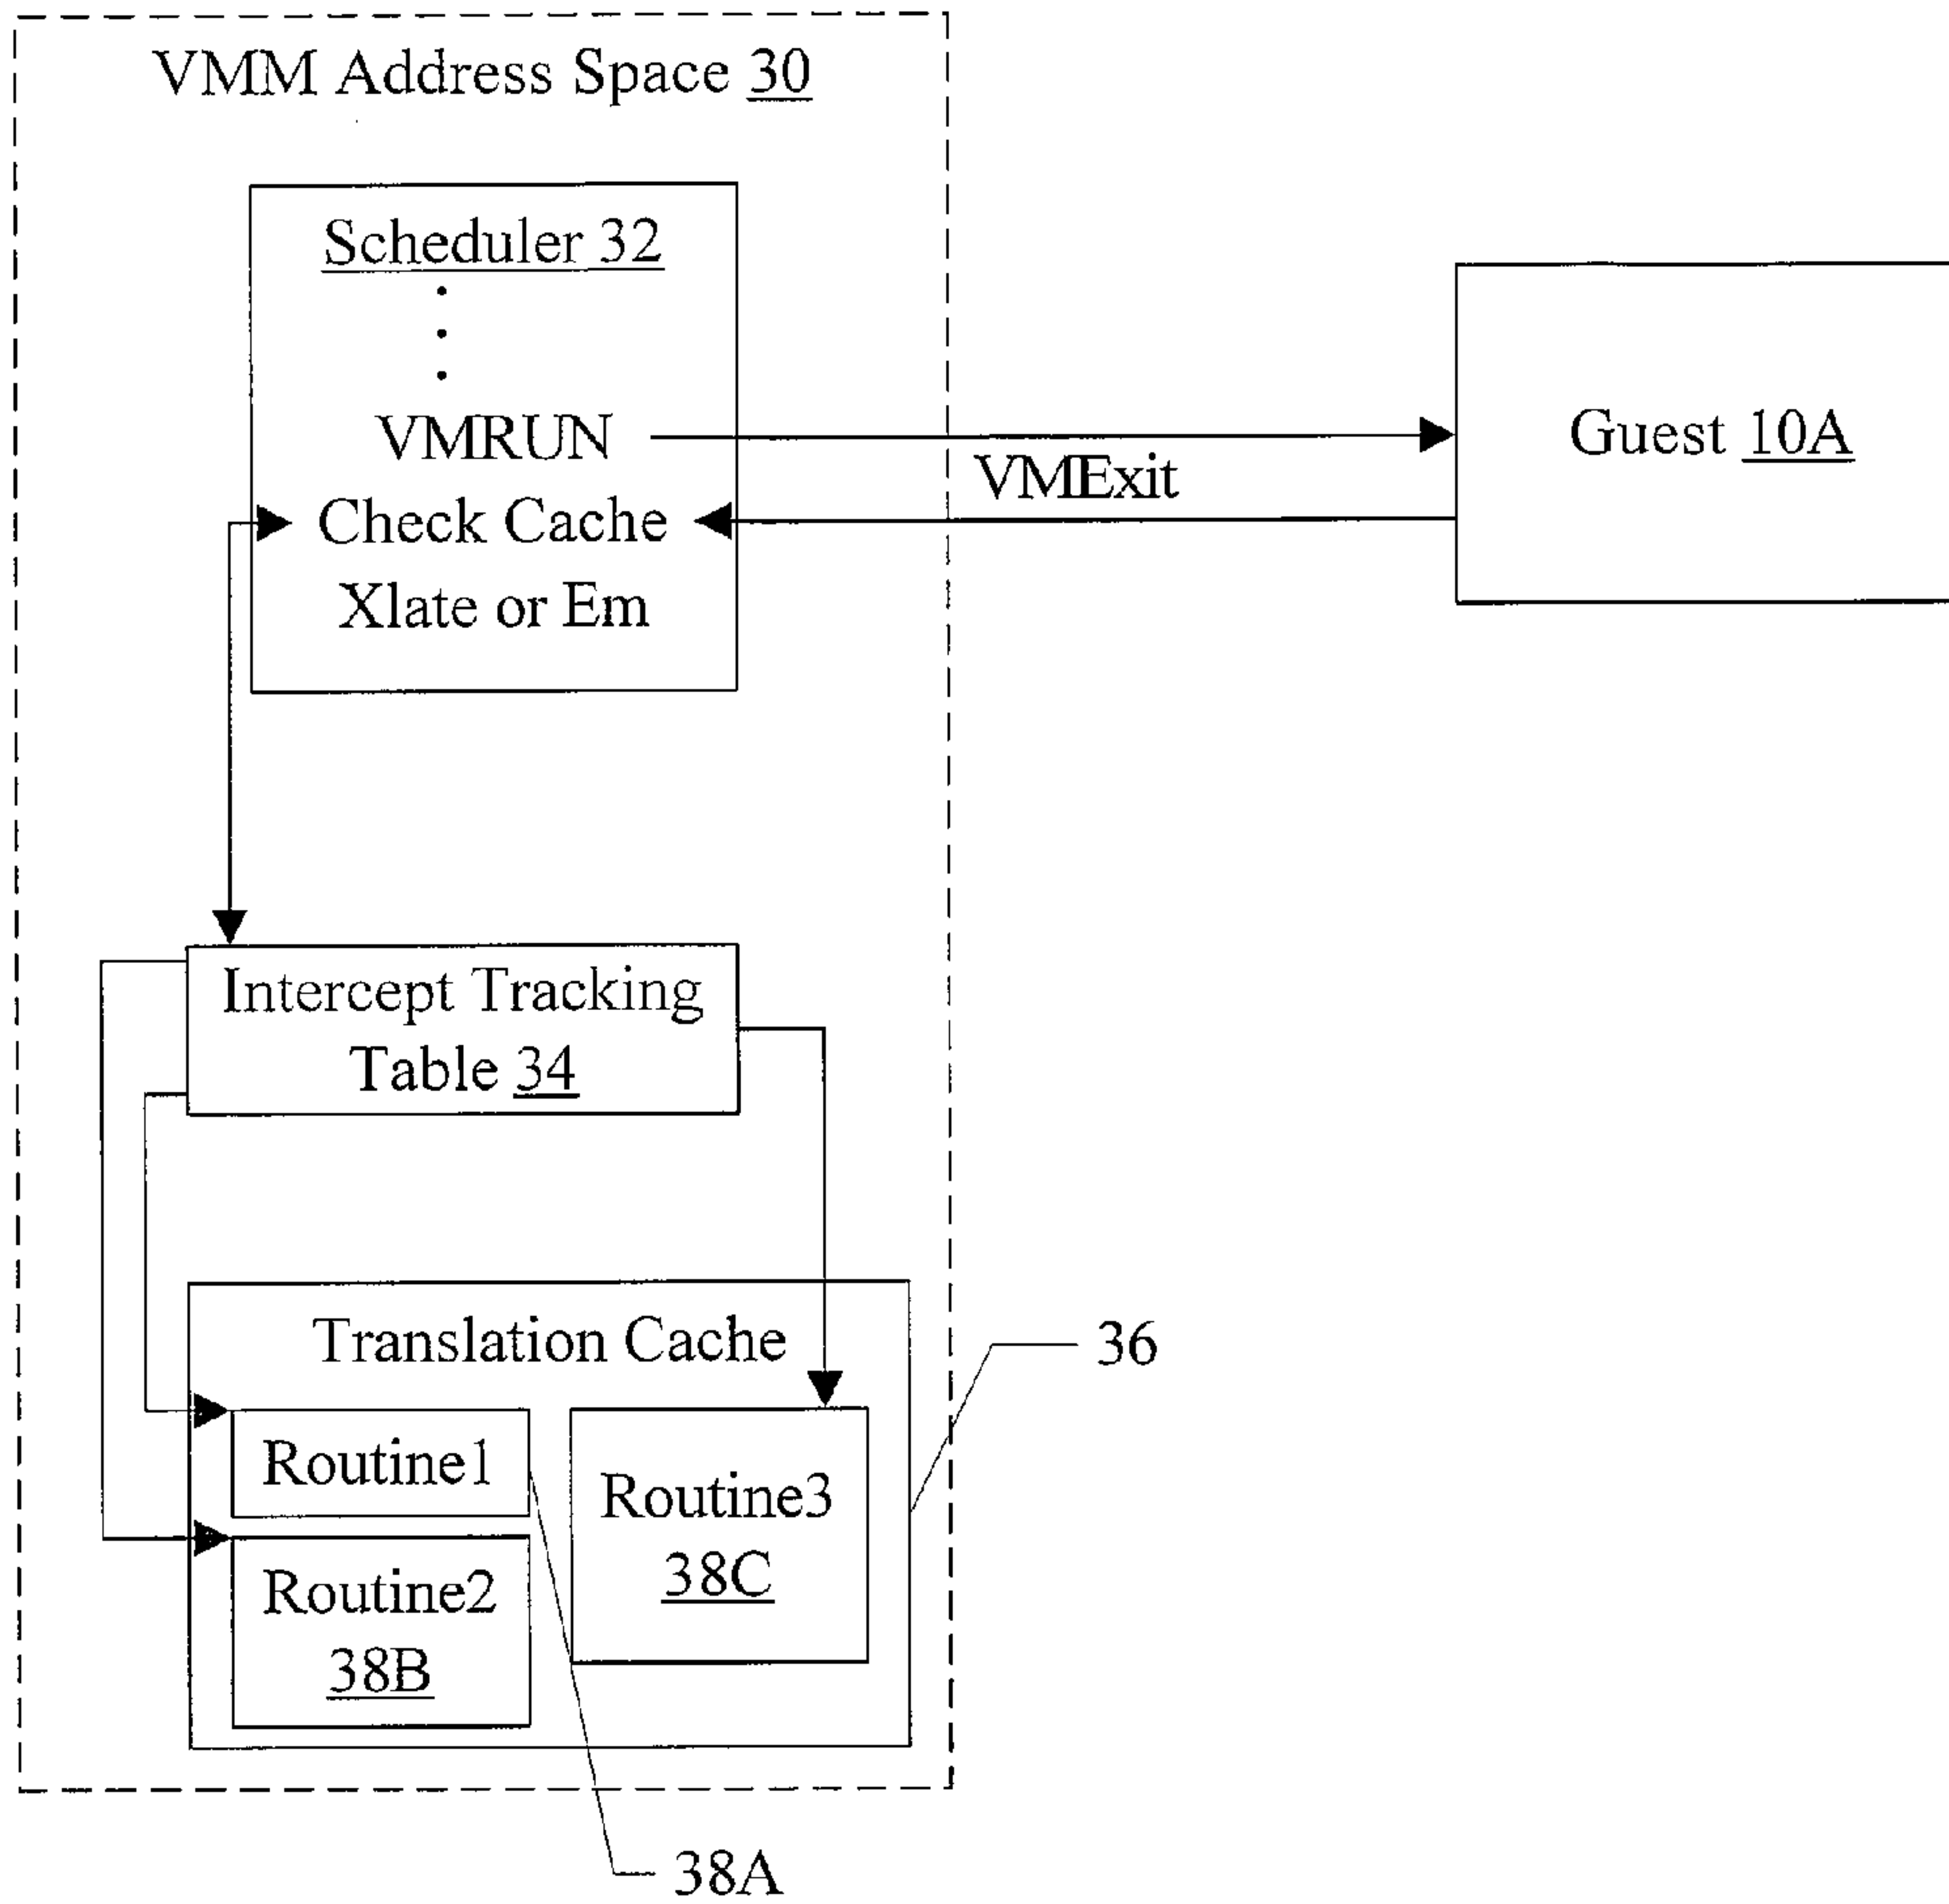 VMM Address Space 30
Scheduler 32
VMRUN
Check Cache
Xlate or Em
VMExit
Guest 10A
Intercept Tracking
Table 34
Translation Cache
Routine1
Routine2
38B
Routine3
38C
36
38A